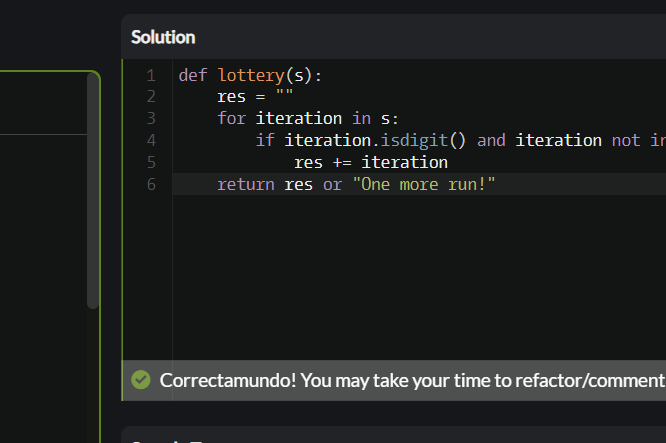 Solution
1 def lottery(s):
2 res = ""
3 for iteration in s:
4 if iteration.isdigit() and iteration not in
5 res += iteration
6 return res or "One more run!"
Correctamundo! You may take your time to refactor/comment